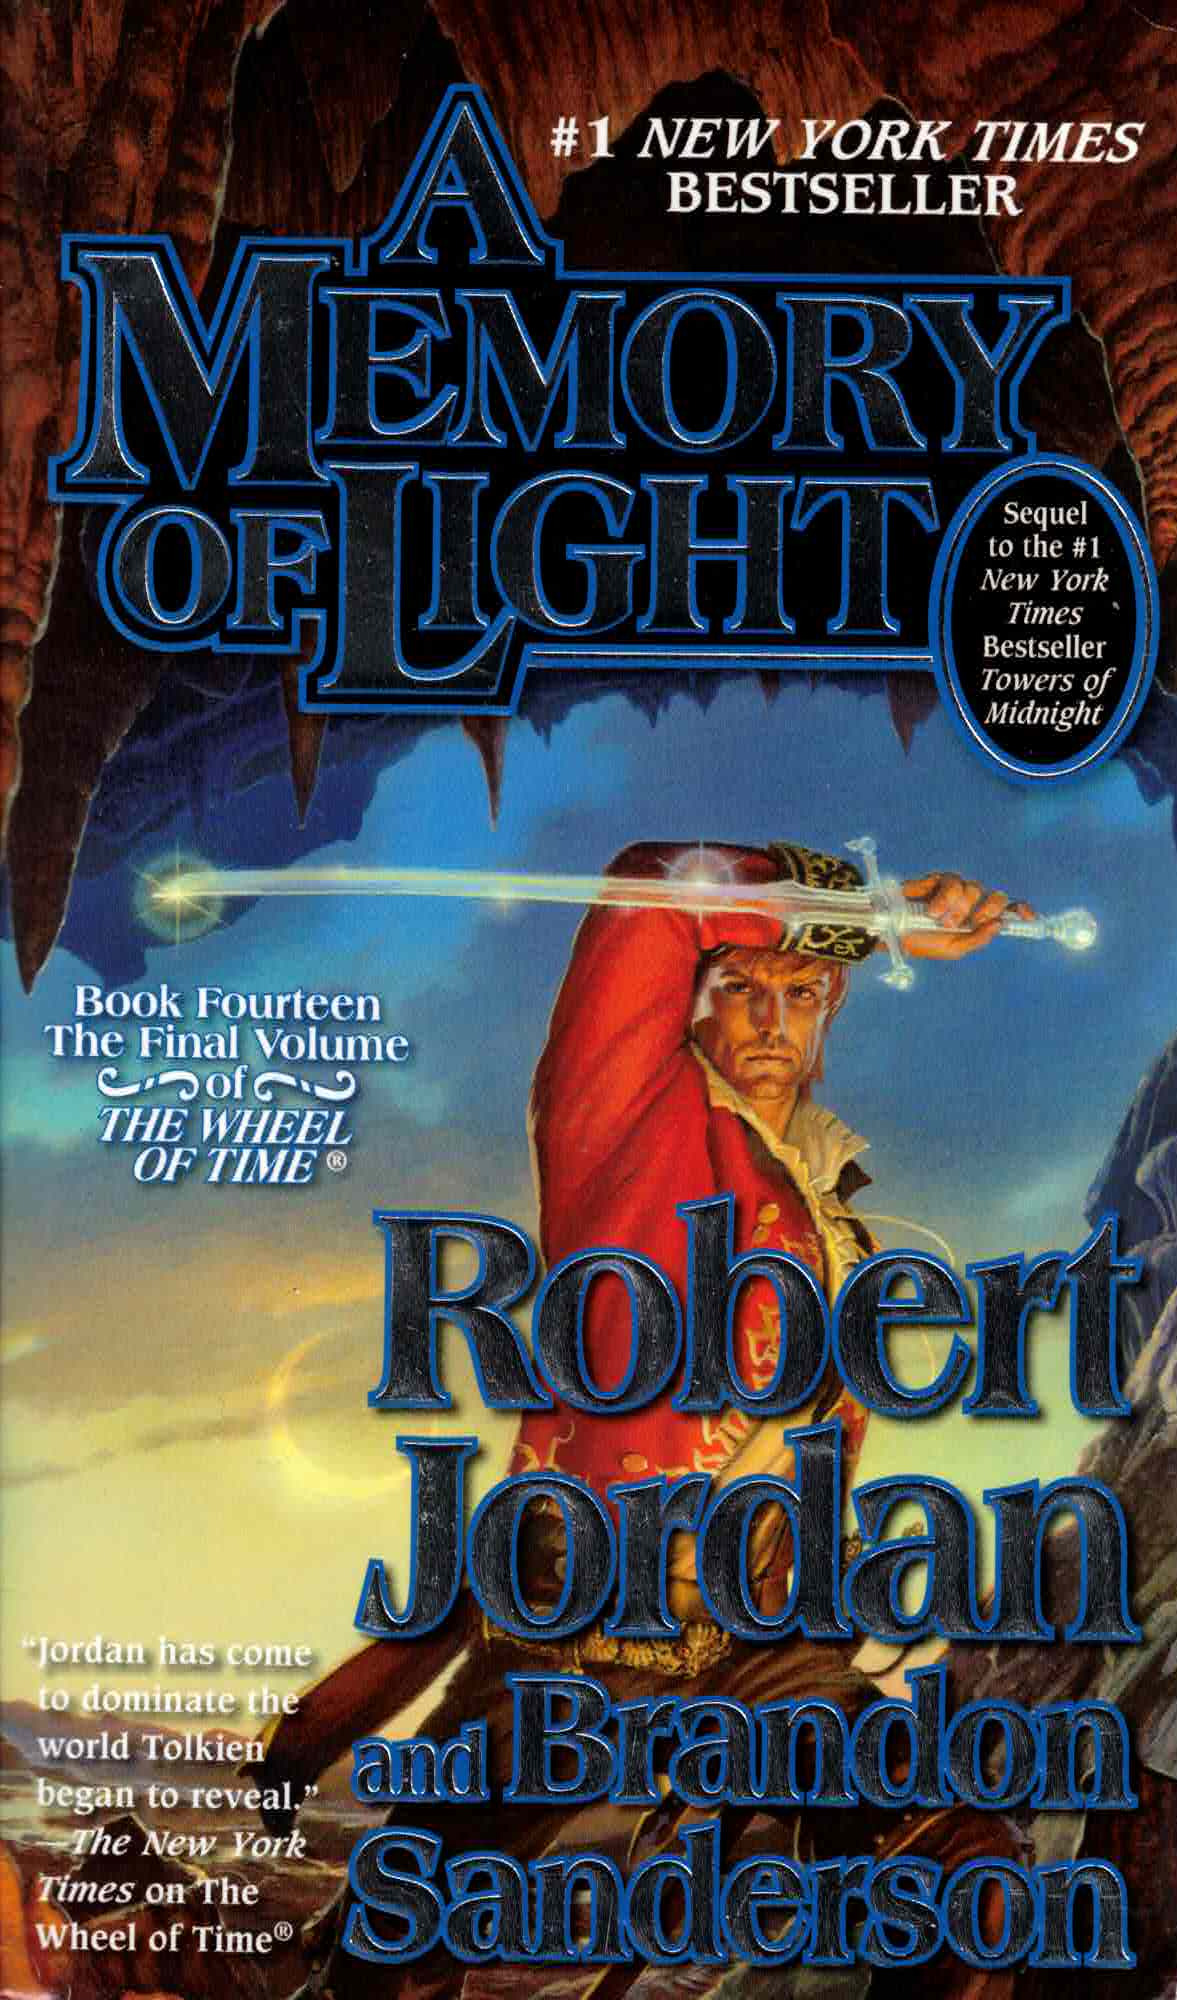 #1 NEW YORK TIMES
BESTSELLER
A
MEMORY
OF LIGHT
Sequel
to the #1
New York
Times
Bestseller
Towers of
Midnight
Book Fourteen
The Final Volume
of
THE WHEEL
OF TIME®
Robert
Jordan
and Brandon
Sanderson
“Jordan has come
to dominate the
world Tolkien
began to reveal.”
—The New York
Times on The
Wheel of Time®